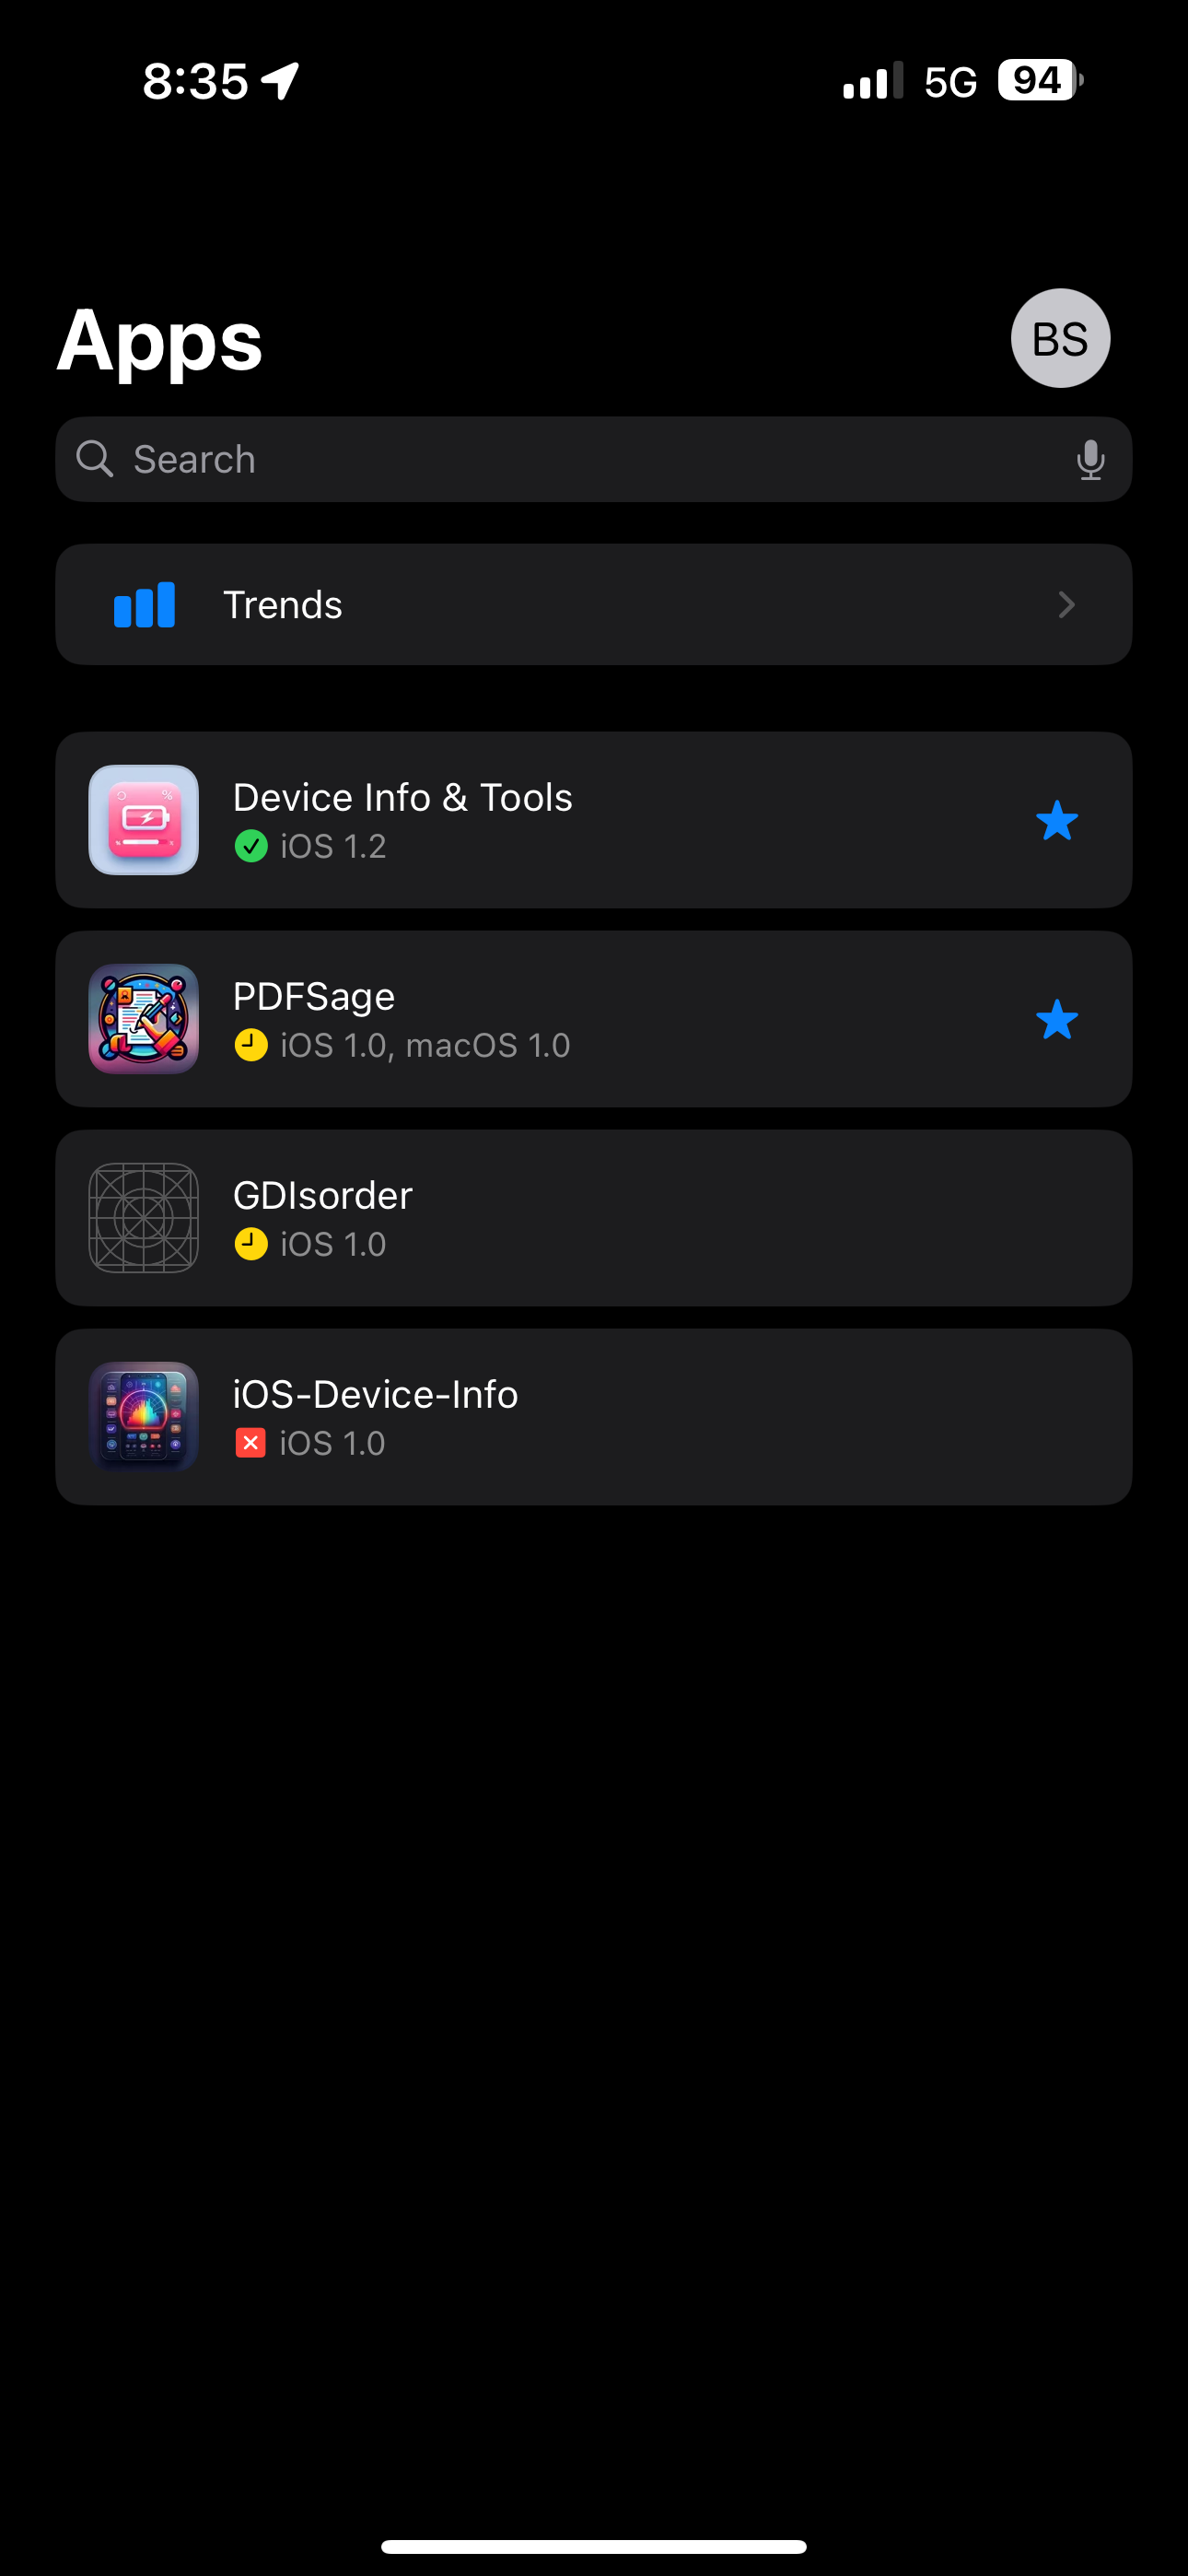 8:35
5G 94
Apps
BS
Search
Trends
Device Info & Tools
iOS 1.2
PDFSage
iOS 1.0, macOS 1.0
GDIsorder
iOS 1.0
iOS-Device-Info
iOS 1.0